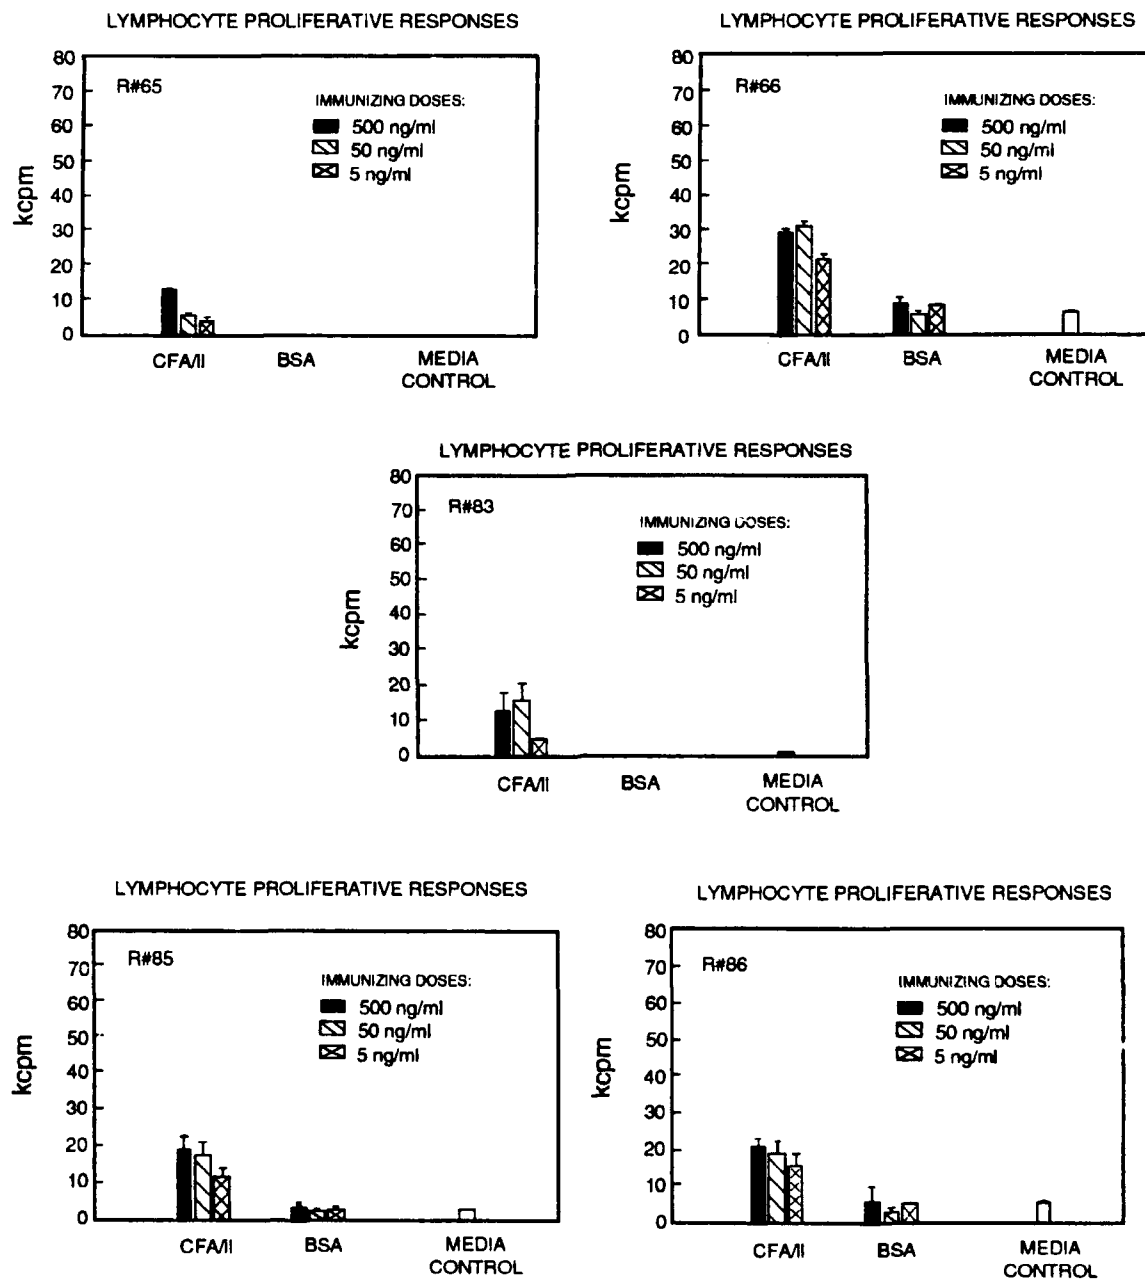 LYMPHOCYTE PROLIFERATIVE RESPONSES
80
70
60
50
40
30
20
10
0
kcpm
R#65
IMMUNIZING DOSES:
500 ng/ml
50 ng/ml
5 ng/ml
CFA/II BSA MEDIA
CONTROL
LYMPHOCYTE PROLIFERATIVE RESPONSES
80
70
60
50
40
30
20
10
0
kcpm
R#66
IMMUNIZING DOSES:
500 ng/ml
50 ng/ml
5 ng/ml
CFA/II BSA MEDIA
CONTROL
LYMPHOCYTE PROLIFERATIVE RESPONSES
80
70
60
50
40
30
20
10
0
kcpm
R#83
IMMUNIZING DOSES:
500 ng/ml
50 ng/ml
5 ng/ml
CFA/II BSA MEDIA
CONTROL
LYMPHOCYTE PROLIFERATIVE RESPONSES
80
70
60
50
40
30
20
10
0
kcpm
R#85
IMMUNIZING DOSES:
500 ng/ml
50 ng/ml
5 ng/ml
CFA/II BSA MEDIA
CONTROL
LYMPHOCYTE PROLIFERATIVE RESPONSES
80
70
60
50
40
30
20
10
0
kcpm
R#86
IMMUNIZING DOSES:
500 ng/ml
50 ng/ml
5 ng/ml
CFA/II BSA MEDIA
CONTROL